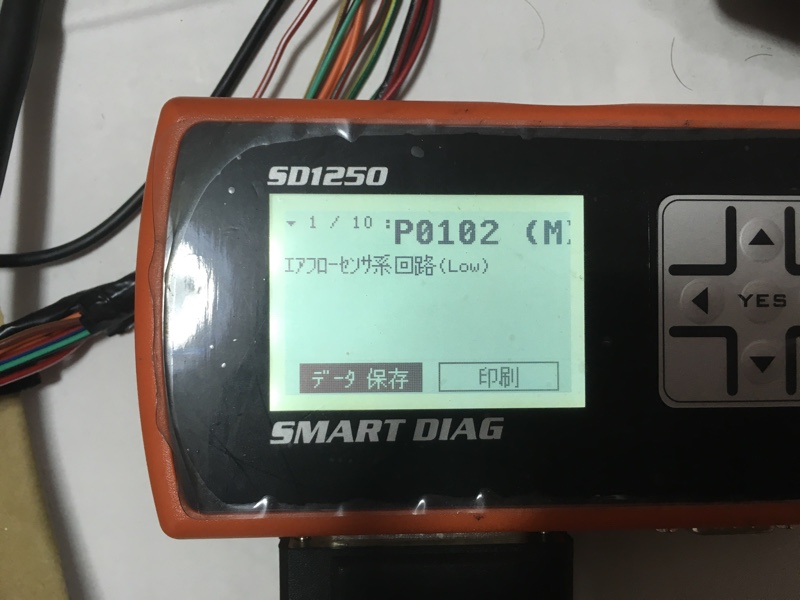 SD1250
1 / 10 :P0102 (M)
ｴｱﾌﾛｰｾﾝｻ系回路(Low)
ﾃﾞｰﾀ 保存
印刷
YES
SMART DIAG